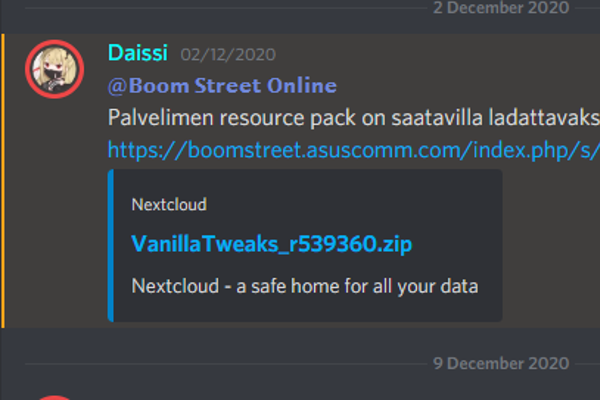 2 December 2020
Daissi 02/12/2020
@Boom Street Online
Palvelimen resource pack on saatavilla ladattavaks
https://boomstreet.asuscomm.com/index.php/s/
Nextcloud
VanillaTweaks_r539360.zip
Nextcloud - a safe home for all your data
9 December 2020